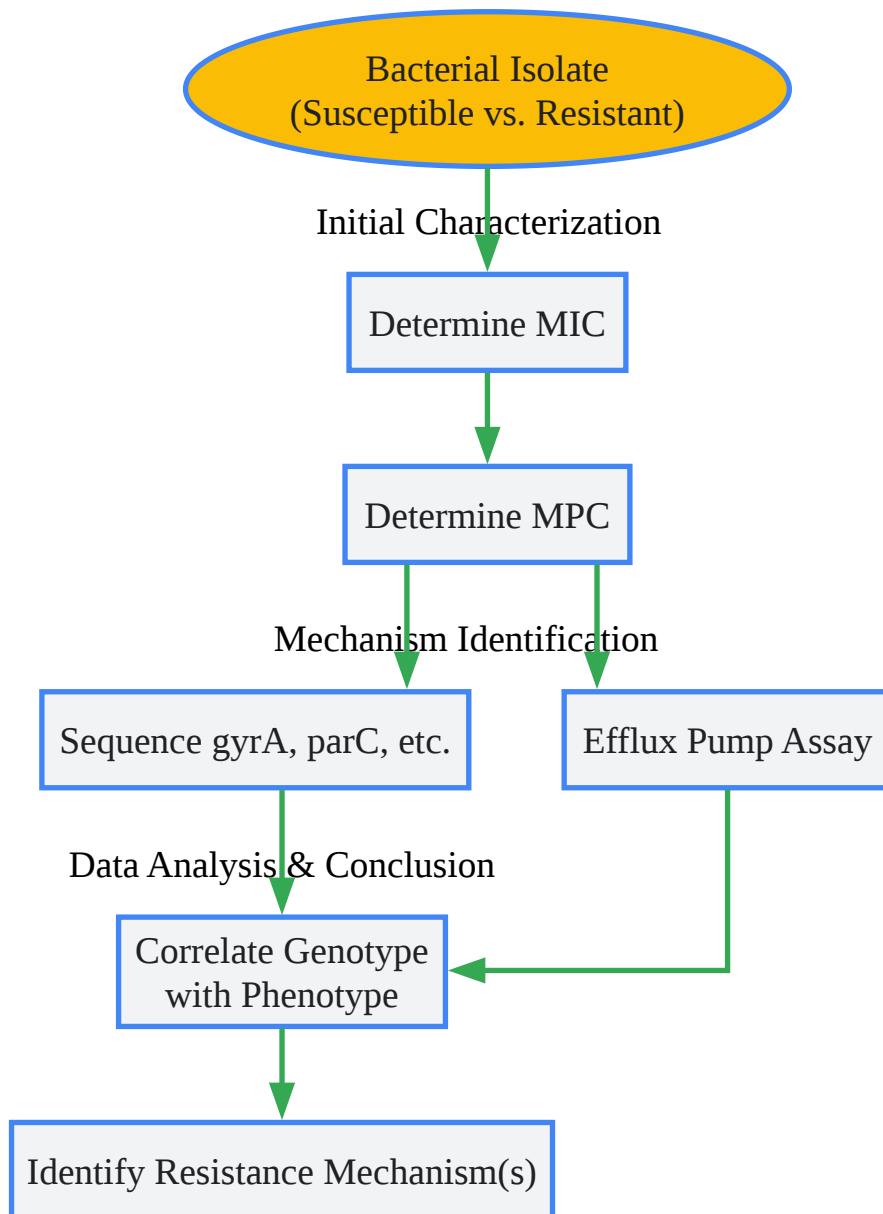 Bacterial Isolate
(Susceptible vs. Resistant)
Initial Characterization
Determine MIC
Determine MPC
Mechanism Identification
Sequence gyrA, parC, etc.
Efflux Pump Assay
Data Analysis & Conclusion
Correlate Genotype
with Phenotype
Identify Resistance Mechanism(s)